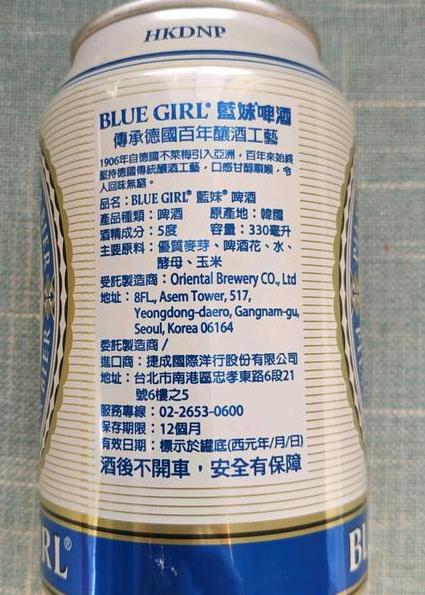 HKDNP
BLUE GIRL® 藍妹®啤酒
傳承德國百年釀酒工藝
1906年自德國不萊梅引入亞洲，百年來始終
堅持德國傳統釀酒工藝，口感甘醇順喉，令
人回味無窮。
品名：BLUE GIRL® 藍妹® 啤酒
產品種類：啤酒 原產地：韓國
酒精成分：5度 容量：330毫升
主要原料：優質麥芽、啤酒花、水、
酵母、玉米
受託製造商：Oriental Brewery CO., Ltd
地址：8FL., Asem Tower, 517,
Yeongdong-daero, Gangnam-gu,
Seoul, Korea 06164
委託製造商 /
進口商：捷成國際洋行股份有限公司
地址：台北市南港區忠孝東路6段21
號6樓之5
服務專線：02-2653-0600
保存期限：12個月
有效日期：標示於罐底(西元年/月/日)
酒後不開車，安全有保障
RL®
BL